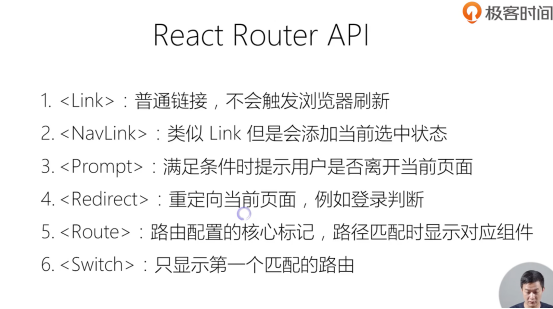 极客时间
React Router API
1. <Link>：普通链接，不会触发浏览器刷新
2. <NavLink>：类似 Link 但是会添加当前选中状态
3. <Prompt>：满足条件时提示用户是否离开当前页面
4. <Redirect>：重定向当前页面，例如登录判断
5. <Route>：路由配置的核心标记，路径匹配时显示对应组件
6. <Switch>：只显示第一个匹配的路由